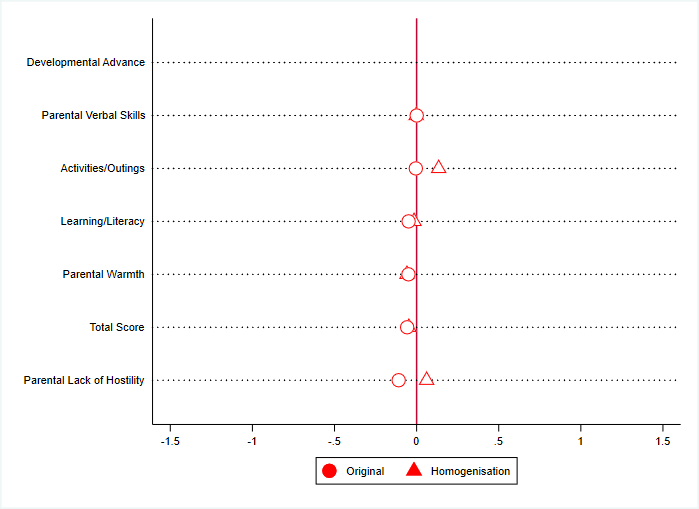 Developmental Advance
Parental Verbal Skills
Activities/Outings
Learning/Literacy
Parental Warmth
Total Score
Parental Lack of Hostility
-1.5 -1 -.5 0 .5 1 1.5
Original Homogenisation